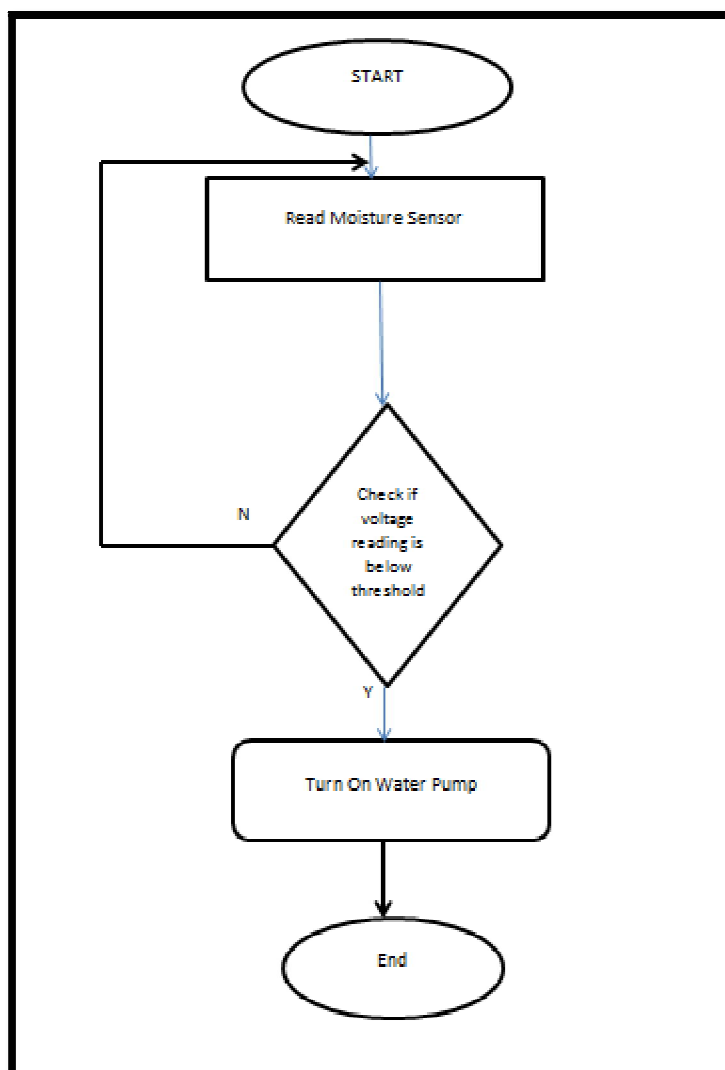 START
Read Moisture Sensor
Check if
voltage
reading is
below
threshold
N
Y
Turn On Water Pump
End